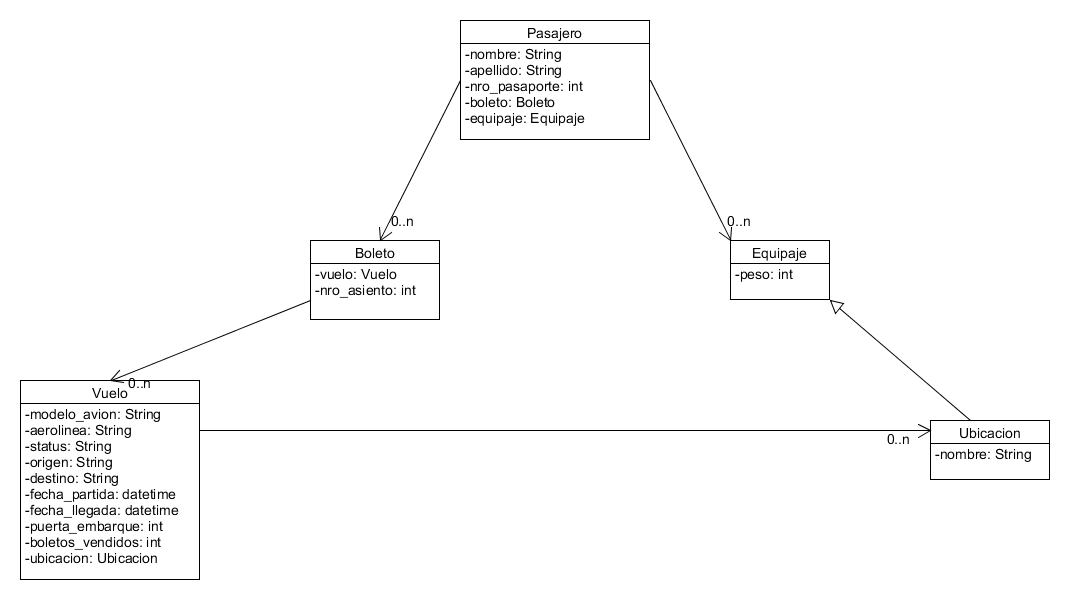 Pasajero
-nombre: String
-apellido: String
-nro_pasaporte: int
-boleto: Boleto
-equipaje: Equipaje
0..n
0..n
Boleto
-vuelo: Vuelo
-nro_asiento: int
Equipaje
-peso: int
0..n
Vuelo
-modelo_avion: String
-aerolinea: String
-status: String
-origen: String
-destino: String
-fecha_partida: datetime
-fecha_llegada: datetime
-puerta_embarque: int
-boletos_vendidos: int
-ubicacion: Ubicacion
0..n
Ubicacion
-nombre: String